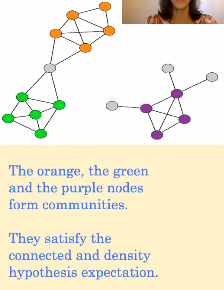 The orange, the green
and the purple nodes
form communities.
They satisfy the
connected and density
hypothesis expectation.